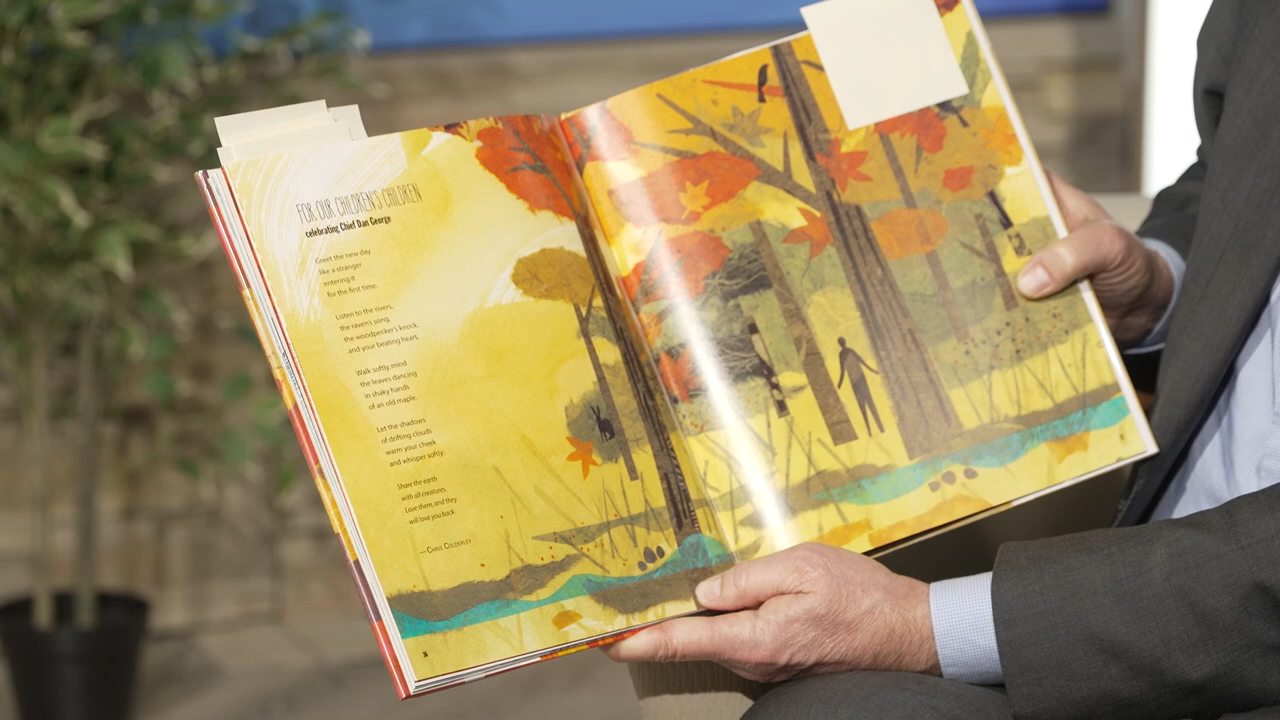 FOR OUR CHILDREN'S CHILDREN
celebrating Chief Dan George
Greet the new day
like a stranger
entering it
for the first time.
Listen to the rivers,
the raven's song,
the woodpecker's knock,
and your beating heart.
Walk softly, mind
the leaves dancing
in shaky hands
of an old maple.
Let the shadows
of drifting clouds
warm your cheek
and whisper softly:
Share the earth
with all creatures.
Love them, and they
will love you back.
—CHRIS COLDERLEY